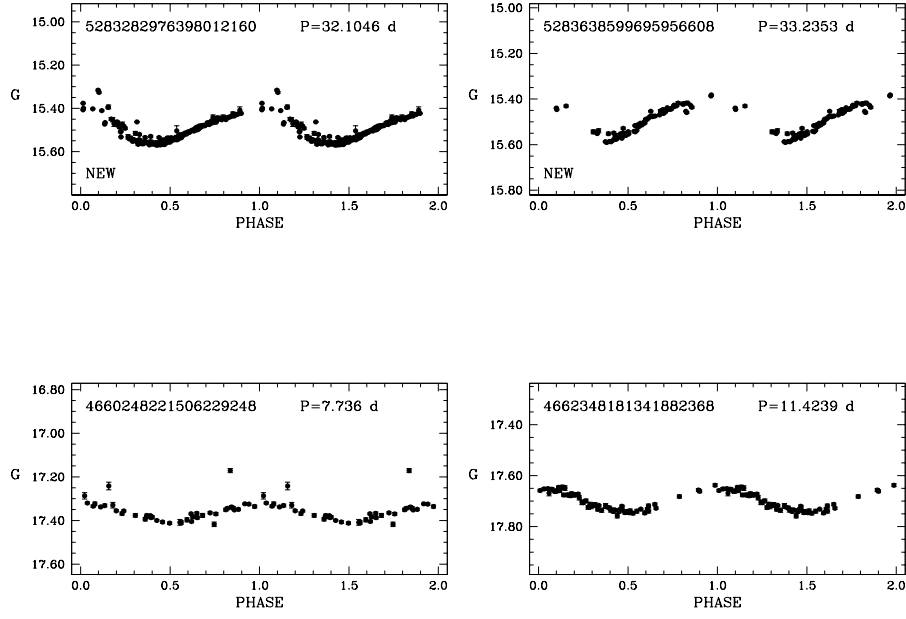 5283282976398012160 P=32.1046 d
15.00
15.20
G
15.40
15.60
NEW
0.0 0.5 1.0 1.5 2.0
PHASE
5283638599695956608 P=33.2353 d
15.00
15.20
G
15.40
15.60
15.80
NEW
0.0 0.5 1.0 1.5 2.0
PHASE
4660248221506229248 P=7.736 d
16.80
17.00
G
17.20
17.40
17.60
0.0 0.5 1.0 1.5 2.0
PHASE
4662348181341882368 P=11.4239 d
17.40
G
17.60
17.80
0.0 0.5 1.0 1.5 2.0
PHASE